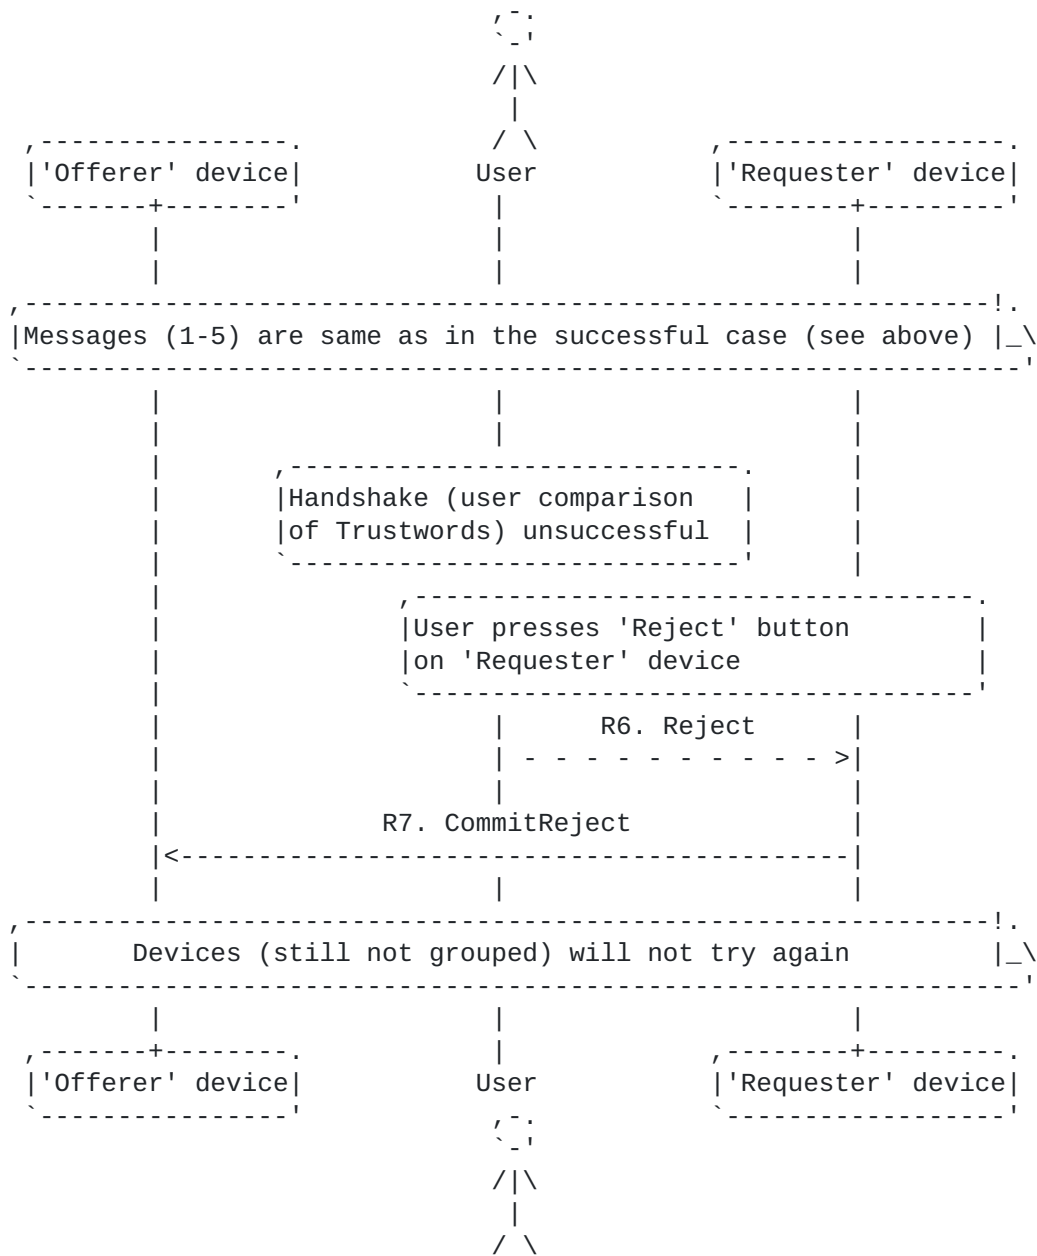 'Offerer' device User 'Requester' device
Messages (1-5) are same as in the successful case (see above)
Handshake (user comparison
of Trustwords) unsuccessful
User presses 'Reject' button
on 'Requester' device
R6. Reject
R7. CommitReject
Devices (still not grouped) will not try again
'Offerer' device User 'Requester' device